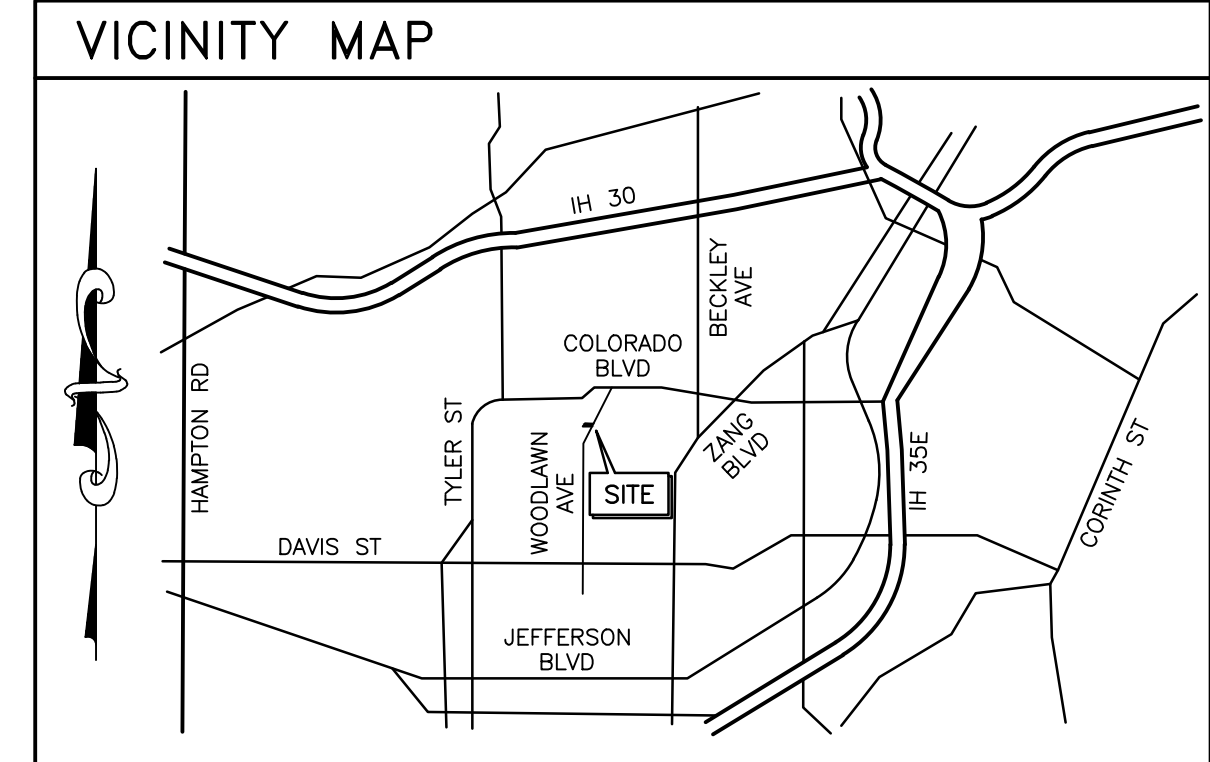 VICINITY MAP
IH 30
BECKLEY
AVE
COLORADO
BLVD
HAMPTON RD
TYLER ST
WOODLAWN
AVE
ZANG
BLVD
SITE
IH 35E
CORINTH ST
DAVIS ST
JEFFERSON
BLVD